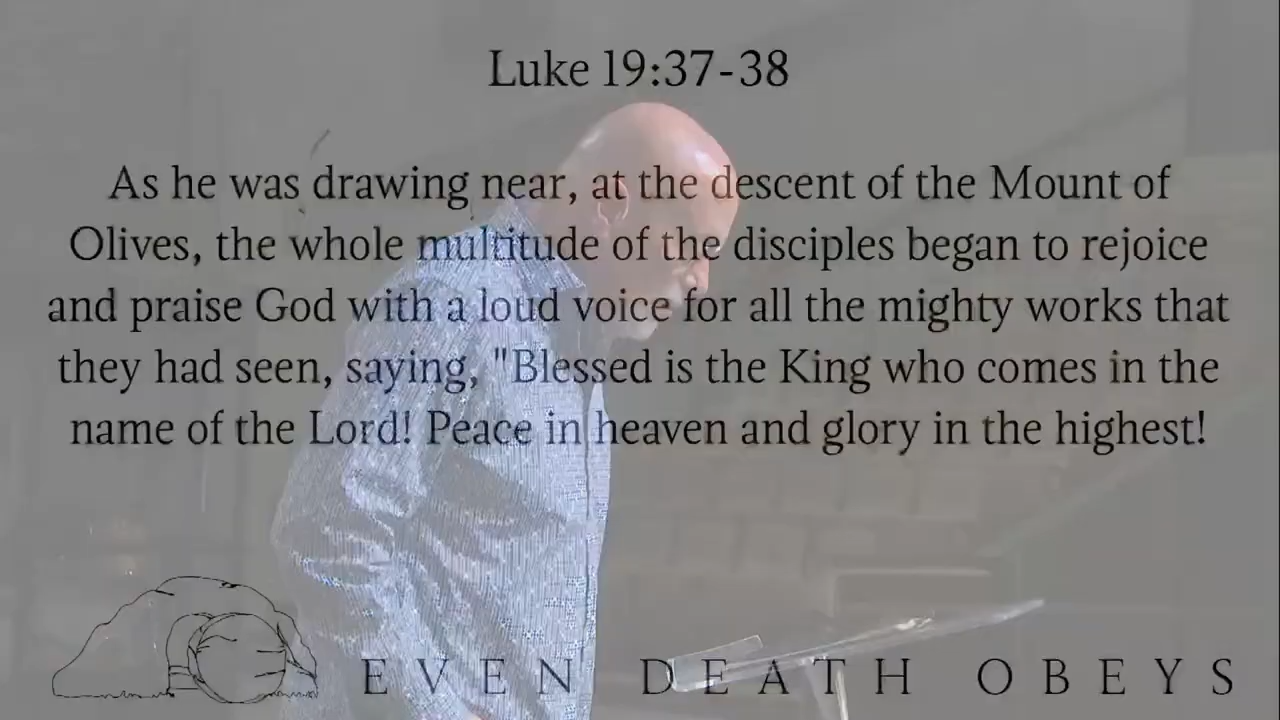 Luke 19:37-38
As he was drawing near, at the descent of the Mount of
Olives, the whole multitude of the disciples began to rejoice
and praise God with a loud voice for all the mighty works that
they had seen, saying, "Blessed is the King who comes in the
name of the Lord! Peace in heaven and glory in the highest!
EVEN DEATH OBEYS